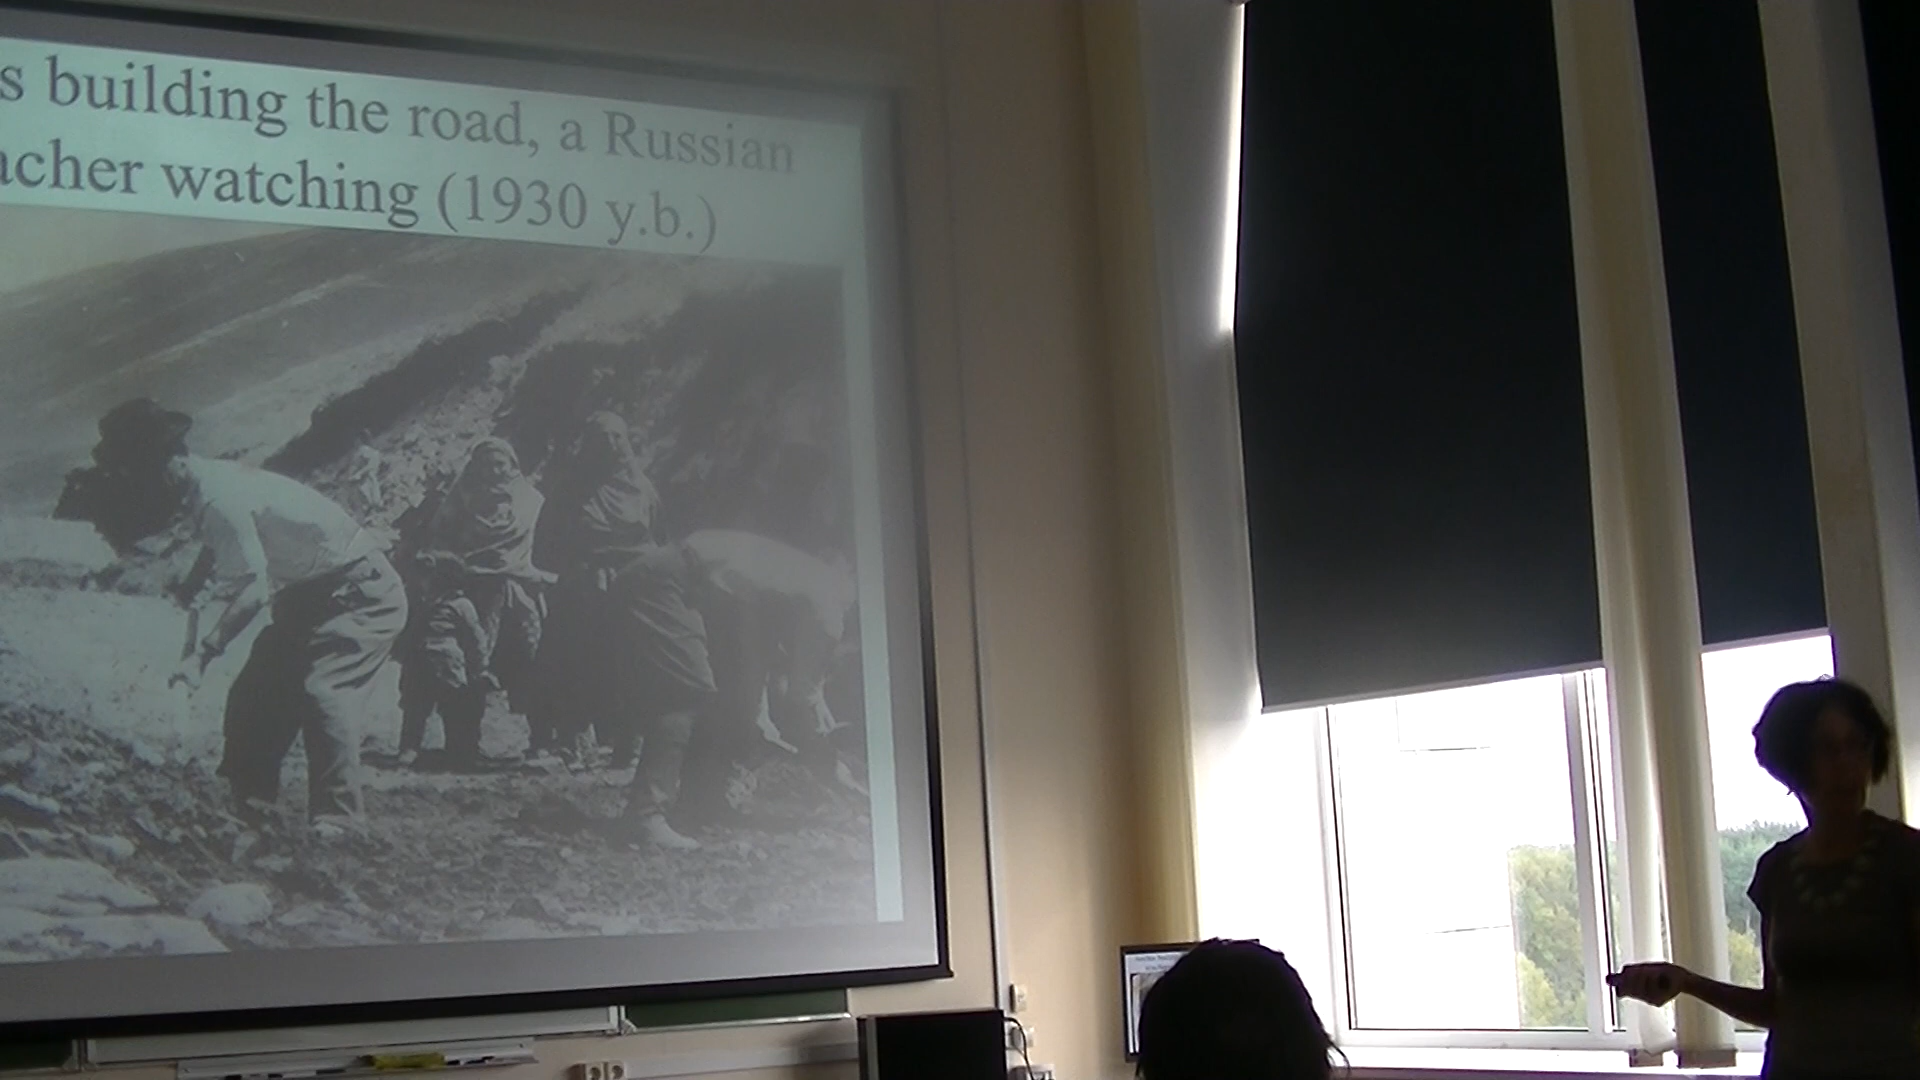 s building the road, a Russian
acher watching (1930 y.b.)